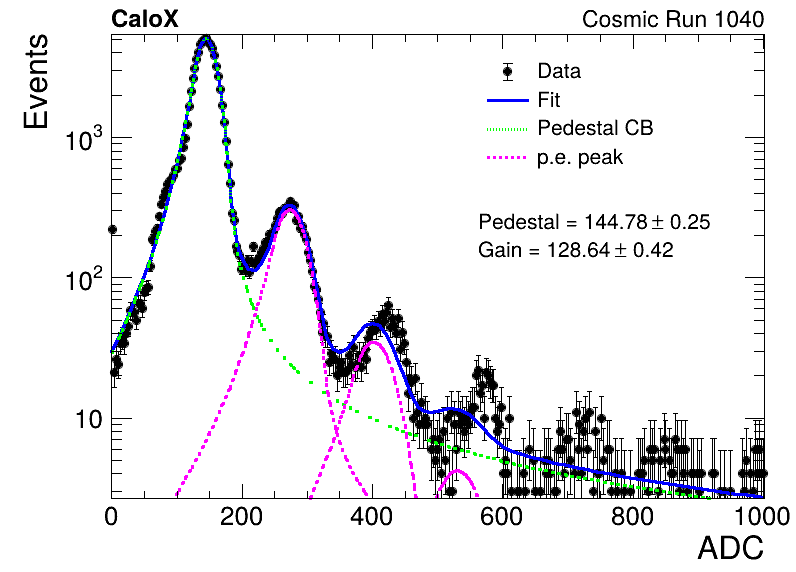 CaloX
Cosmic Run 1040
Events
Data
Fit
Pedestal CB
p.e. peak
Pedestal = 144.78 ± 0.25
Gain = 128.64 ± 0.42
10³
10²
10
0 200 400 600 800 1000
ADC